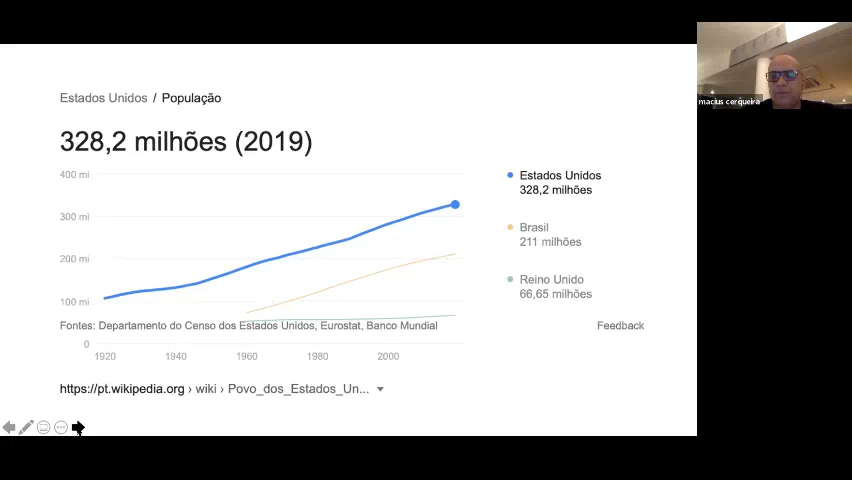 Estados Unidos / População
328,2 milhões (2019)
400 mi
300 mi
200 mi
100 mi
0
1920
1940
1960
1980
2000
Estados Unidos
328,2 milhões
Brasil
211 milhões
Reino Unido
66,65 milhões
Fontes: Departamento do Censo dos Estados Unidos, Eurostat, Banco Mundial
Feedback
https://pt.wikipedia.org › wiki › Povo_dos_Estados_Un...
macius cerqueira